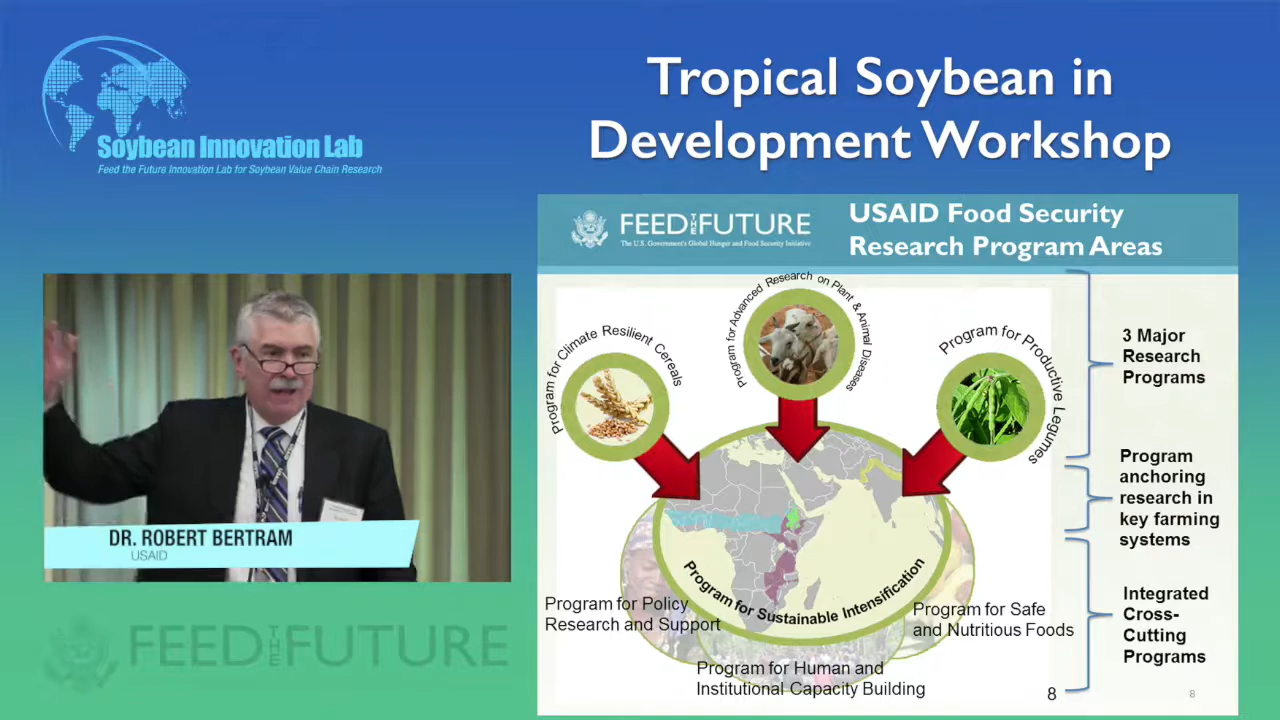 Soybean Innovation Lab
Feed the Future Innovation Lab for Soybean Value Chain Research
Tropical Soybean in
Development Workshop
FEED THE FUTURE
The U.S. Government's Global Hunger and Food Security Initiative
USAID Food Security
Research Program Areas
Program for Climate Resilient Cereals
Program for Advanced Research on Plant & Animal Diseases
Program for Productive Legumes
3 Major
Research
Programs
Program
anchoring
research in
key farming
systems
Program for Sustainable Intensification
Integrated
Cross-
Cutting
Programs
Program for Policy
Research and Support
Program for Safe
and Nutritious Foods
Program for Human and
Institutional Capacity Building
8
8
DR. ROBERT BERTRAM
USAID
FEED THE FUTURE